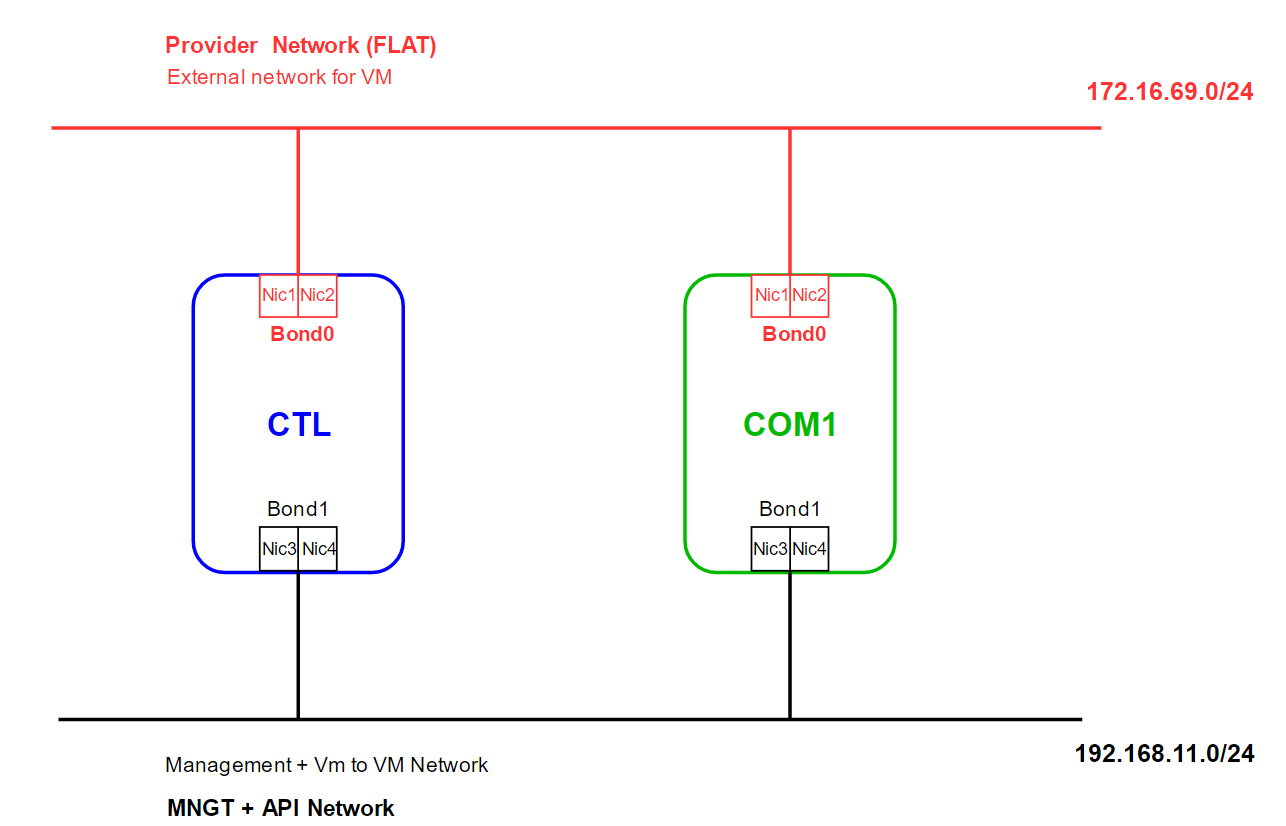 Provider  Network (FLAT)
External network for VM
172.16.69.0/24
Nic1 Nic2
Bond0
CTL
Bond1
Nic3 Nic4
Nic1 Nic2
Bond0
COM1
Bond1
Nic3 Nic4
192.168.11.0/24
Management + Vm to VM Network
MNGT + API Network